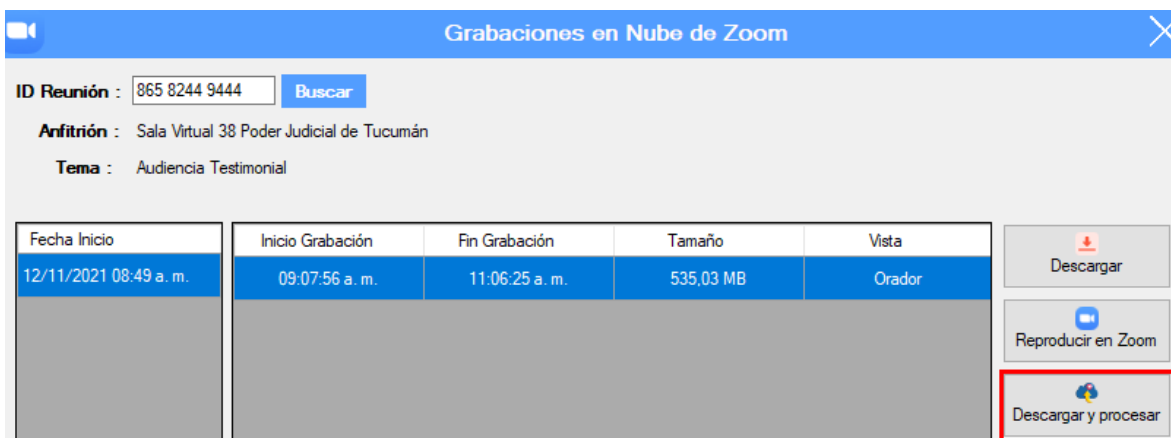 Grabaciones en Nube de Zoom
ID Reunión : 865 8244 9444 Buscar
Anfitrión : Sala Virtual 38 Poder Judicial de Tucumán
Tema : Audiencia Testimonial
Fecha Inicio Inicio Grabación Fin Grabación Tamaño Vista
12/11/2021 08:49 a. m. 09:07:56 a. m. 11:06:25 a. m. 535,03 MB Orador
Descargar
Reproducir en Zoom
Descargar y procesar